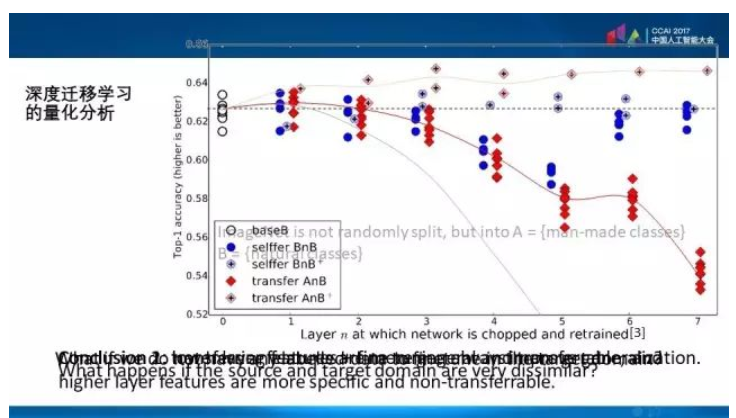 CCAI 2017
中国人工智能大会
深度迁移学习
的量化分析
0.66
0.64
0.62
0.60
0.58
0.56
0.54
0.52
Top-1 accuracy (higher is better)
baseB
selffer BnB
selffer BnB+
transfer AnB
transfer AnB+
ImageNet is not randomly split, but into A = {man-made classes}
B = {natural classes}
0 1 2 3 4 5 6 7
Layer n at which network is chopped and retrained[3]
What happens if the source and target domain are very dissimilar?
higher layer features are more specific and non-transferrable.